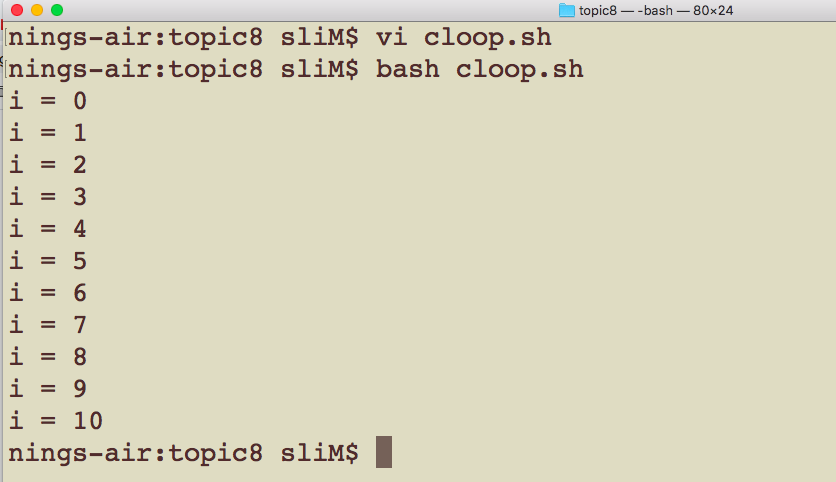 topic8 — -bash — 80×24
nings-air:topic8 sliM$ vi cloop.sh
nings-air:topic8 sliM$ bash cloop.sh
i = 0
i = 1
i = 2
i = 3
i = 4
i = 5
i = 6
i = 7
i = 8
i = 9
i = 10
nings-air:topic8 sliM$